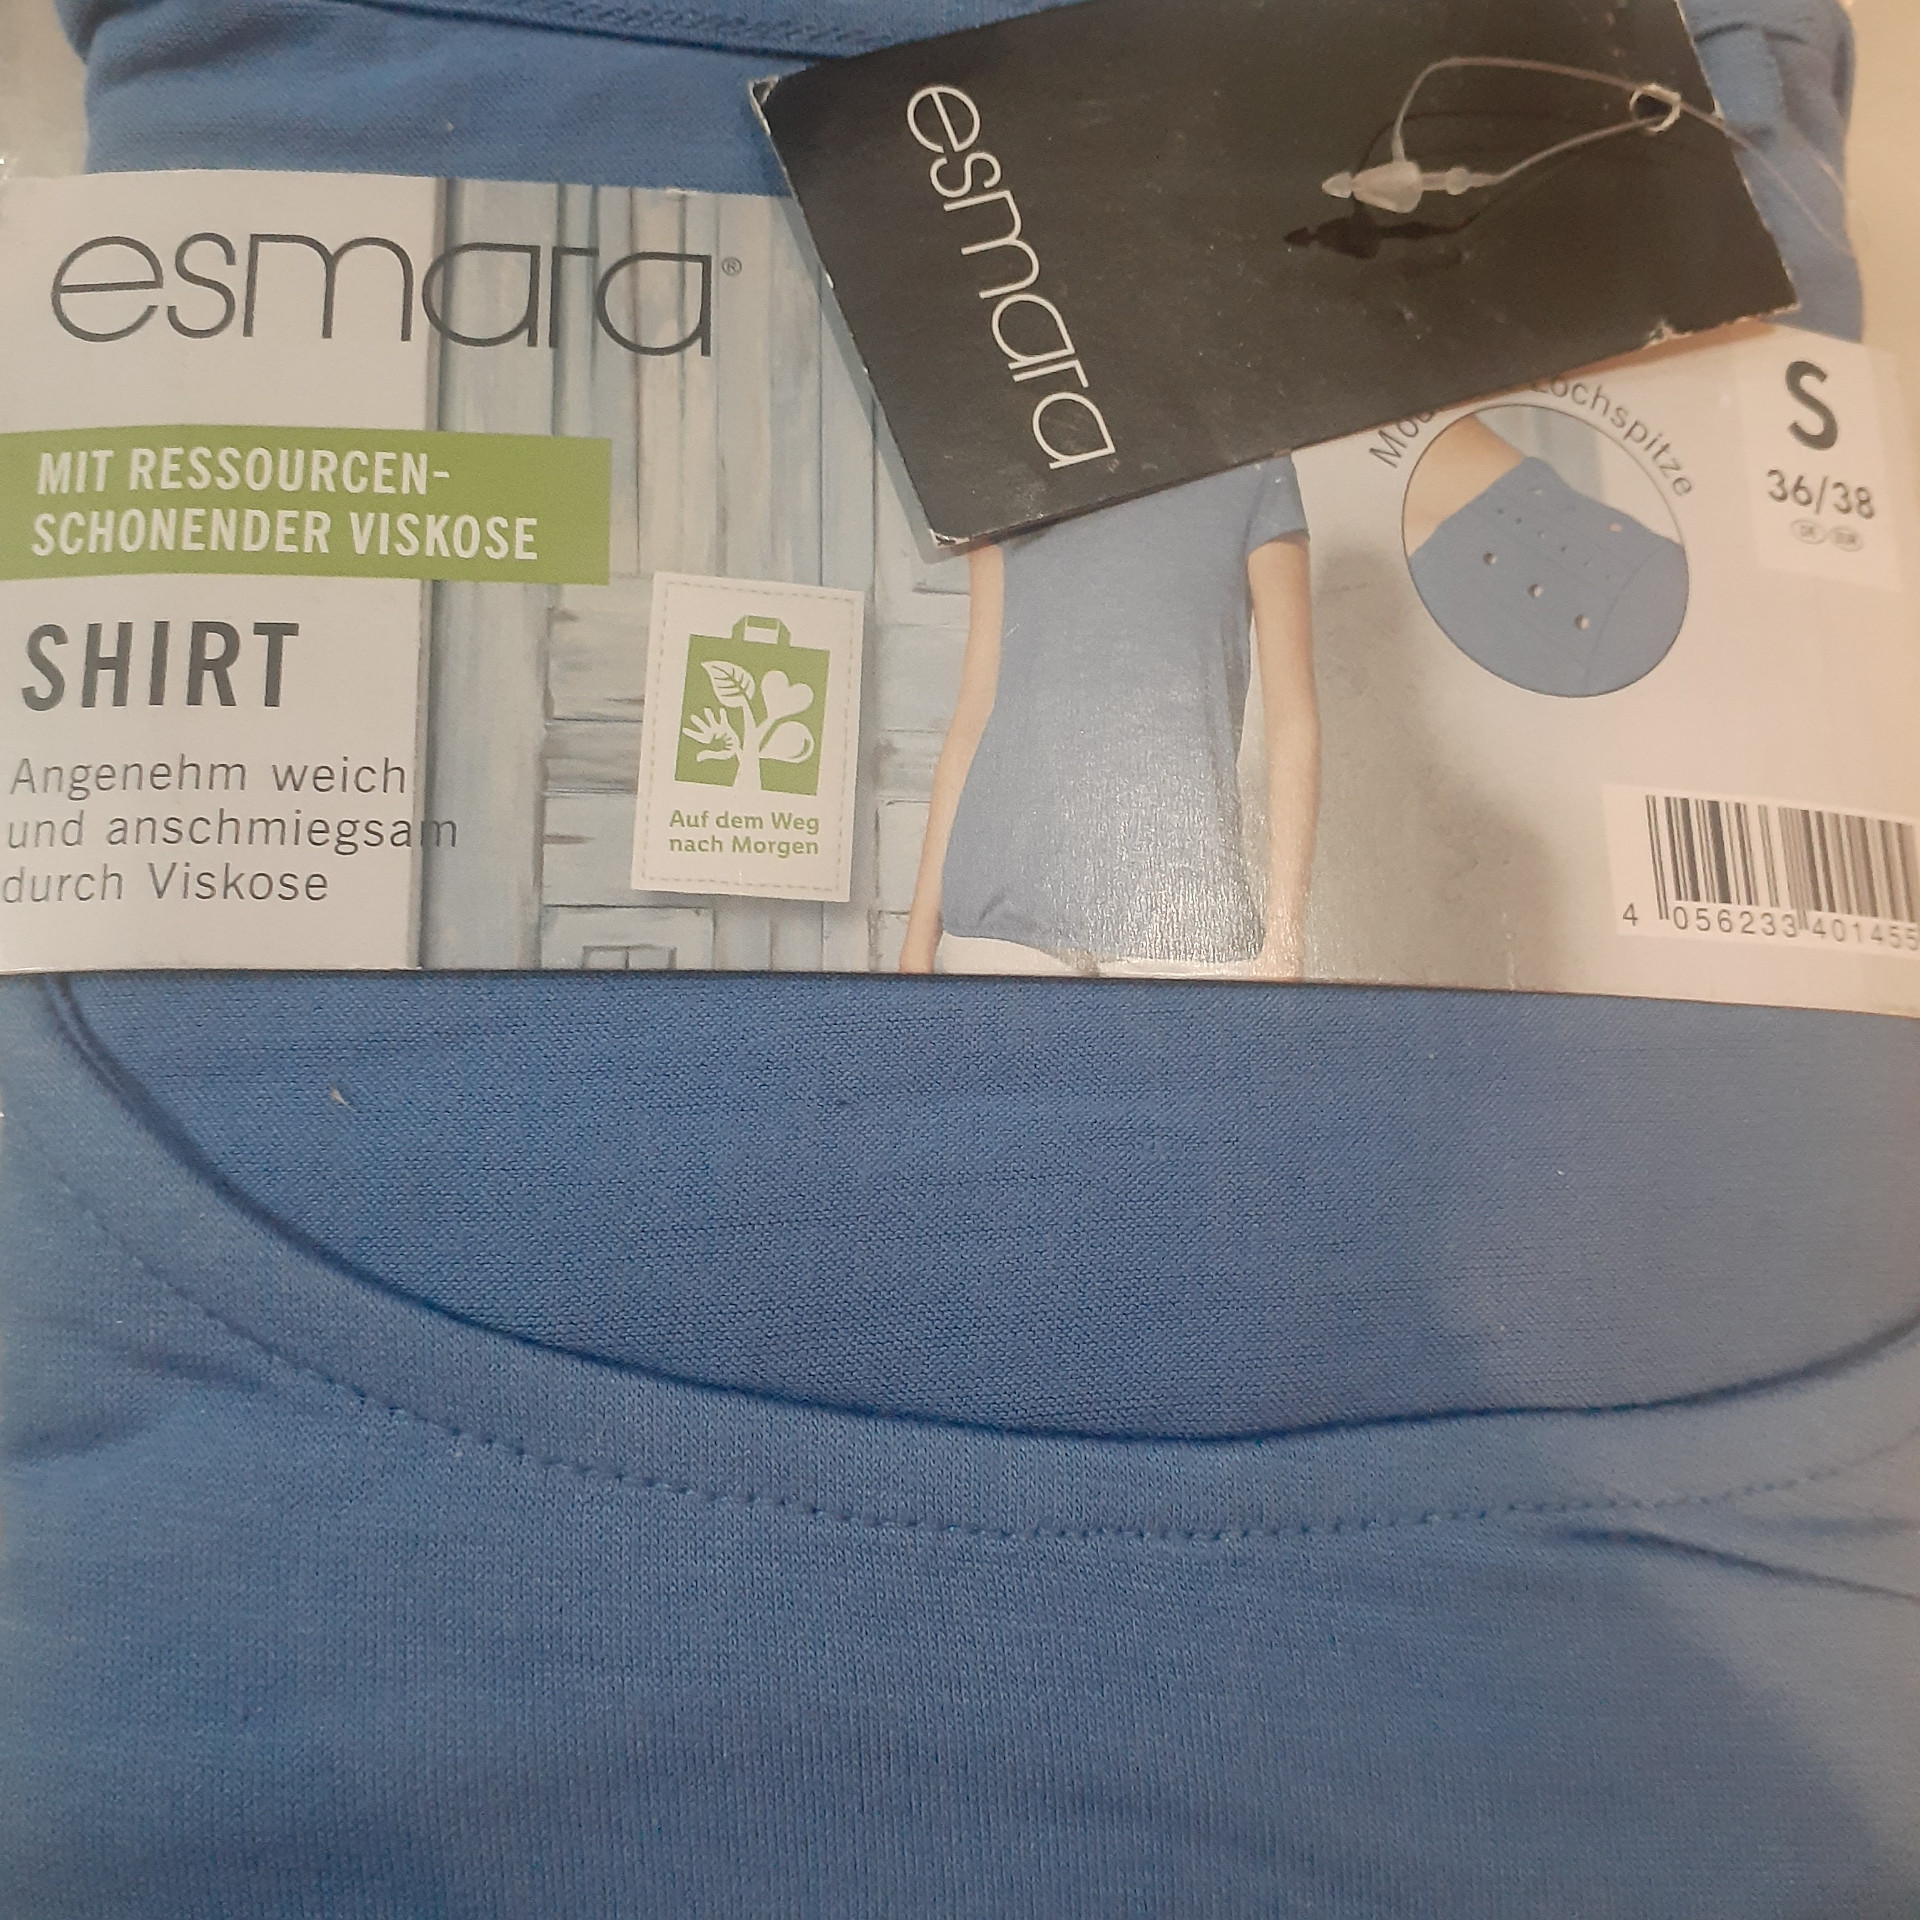 esmara®
esmara
MIT RESSOURCEN-
SCHONENDER VISKOSE
SHIRT
Angenehm weich
und anschmiegsam
durch Viskose
Auf dem Weg
nach Morgen
Lochspitze
S
36/38
4 056233 401455